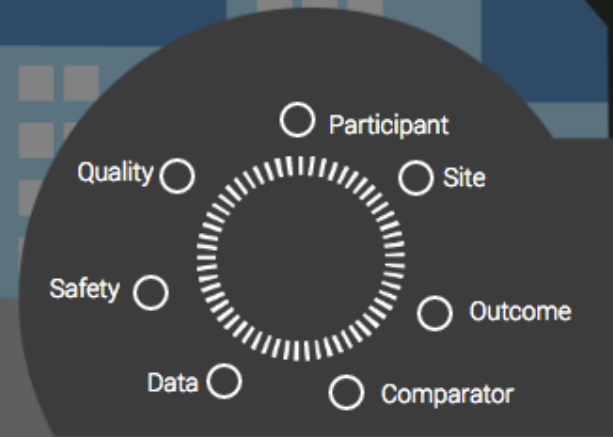 Participant
Quality
Site
Safety
Outcome
Data
Comparator